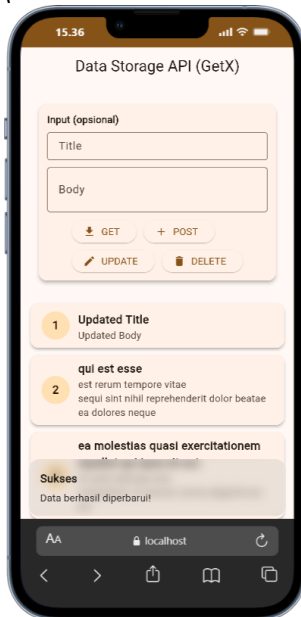 15.36
Data Storage API (GetX)
Input (opsional)
Title
Body
GET
POST
UPDATE
DELETE
1
Updated Title
Updated Body
2
qui est esse
est rerum tempore vitae
sequi sint nihil reprehenderit dolor beatae
ea dolores neque
ea molestias quasi exercitationem
Sukses
Data berhasil diperbarui!
AA
localhost